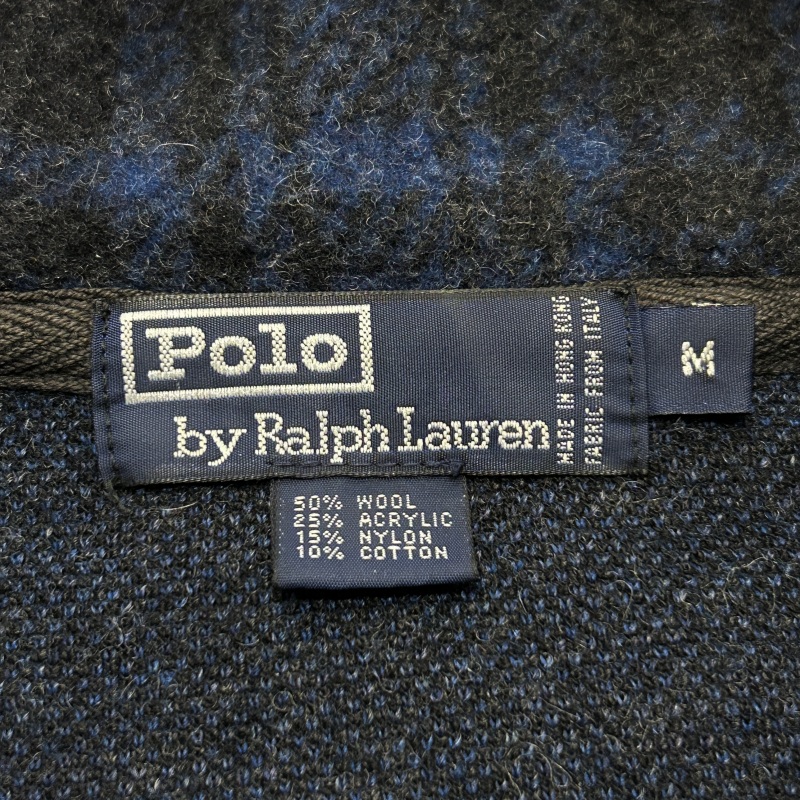 Polo
by Ralph Lauren
MADE IN HONG KONG
FABRIC FROM ITALY
M
50% WOOL
25% ACRYLIC
15% NYLON
10% COTTON